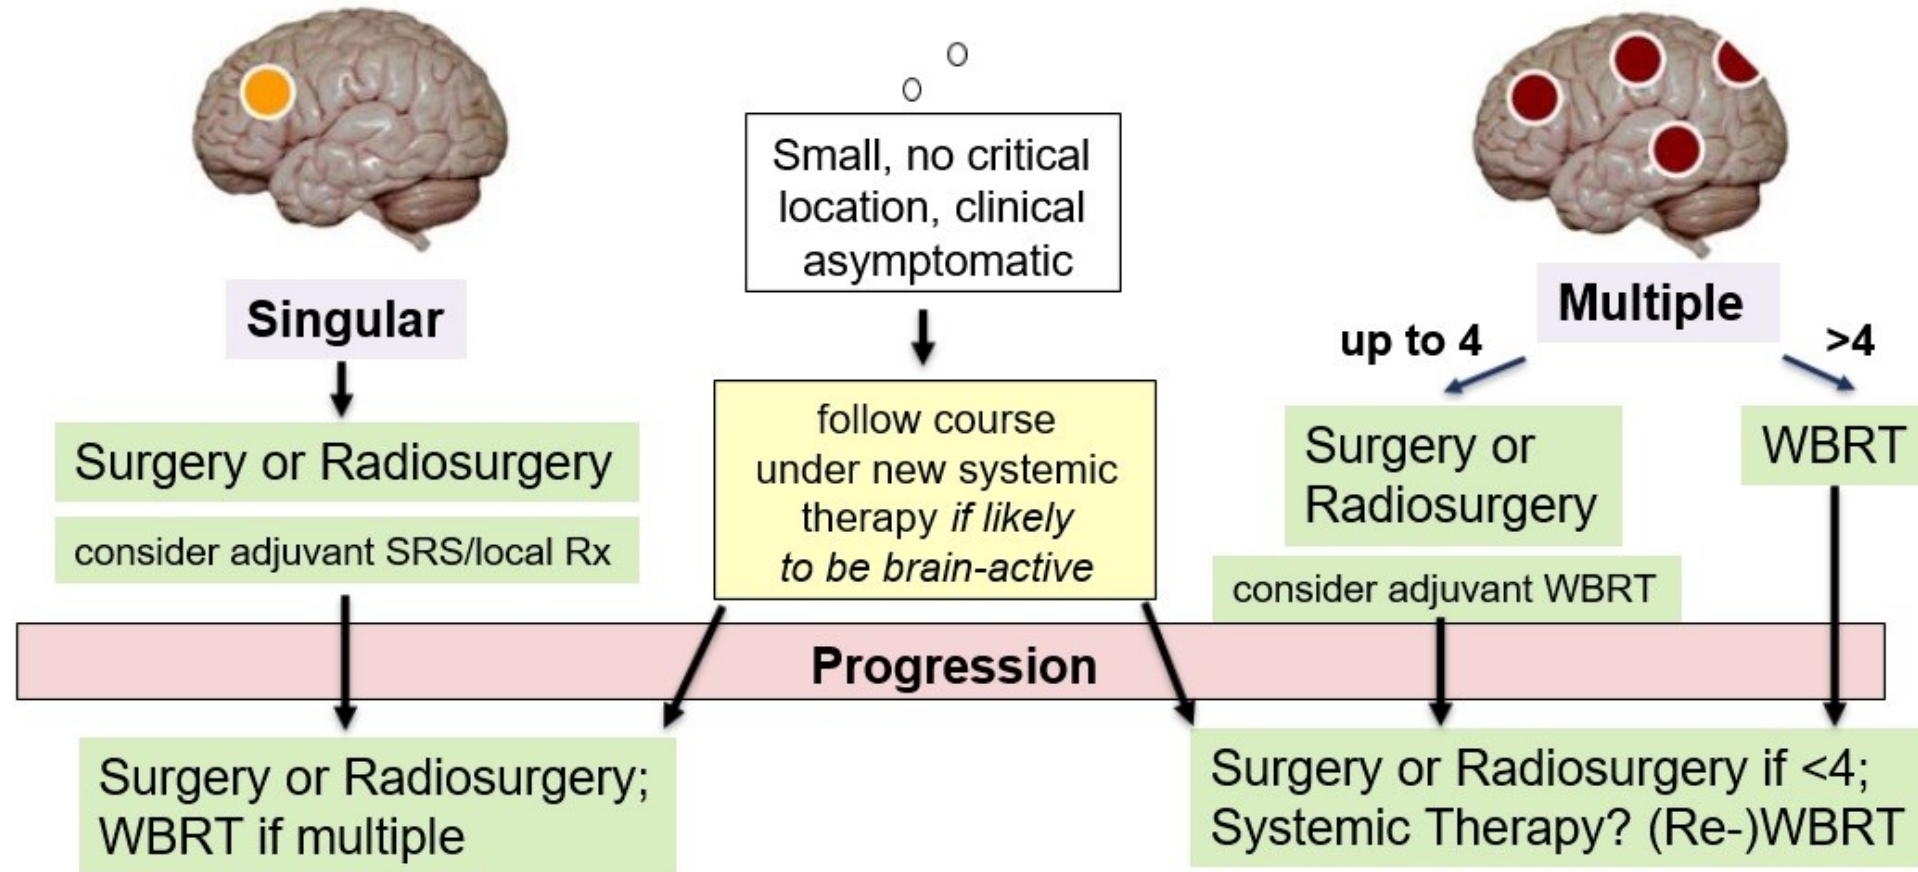 Singular
Surgery or Radiosurgery
consider adjuvant SRS/local Rx
Small, no critical
location, clinical
asymptomatic
follow course
under new systemic
therapy if likely
to be brain-active
Multiple
up to 4
>4
Surgery or
Radiosurgery
WBRT
consider adjuvant WBRT
Progression
Surgery or Radiosurgery;
WBRT if multiple
Surgery or Radiosurgery if <4;
Systemic Therapy? (Re-)WBRT